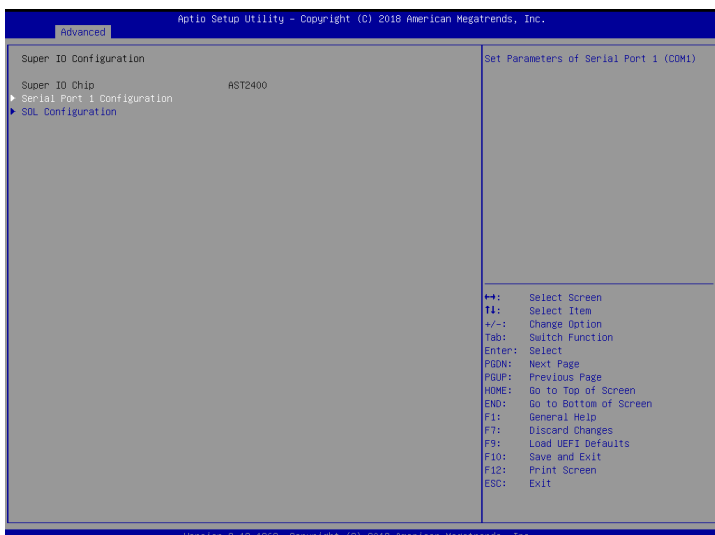 Aptio Setup Utility – Copyright (C) 2018 American Megatrends, Inc.
Advanced
Super IO Configuration
Super IO Chip AST2400
Serial Port 1 Configuration
SOL Configuration
Set Parameters of Serial Port 1 (COM1)
↔: Select Screen
↑↓: Select Item
+/-: Change Option
Tab: Switch Function
Enter: Select
PGDN: Next Page
PGUP: Previous Page
HOME: Go to Top of Screen
END: Go to Bottom of Screen
F1: General Help
F7: Discard Changes
F9: Load UEFI Defaults
F10: Save and Exit
F12: Print Screen
ESC: Exit